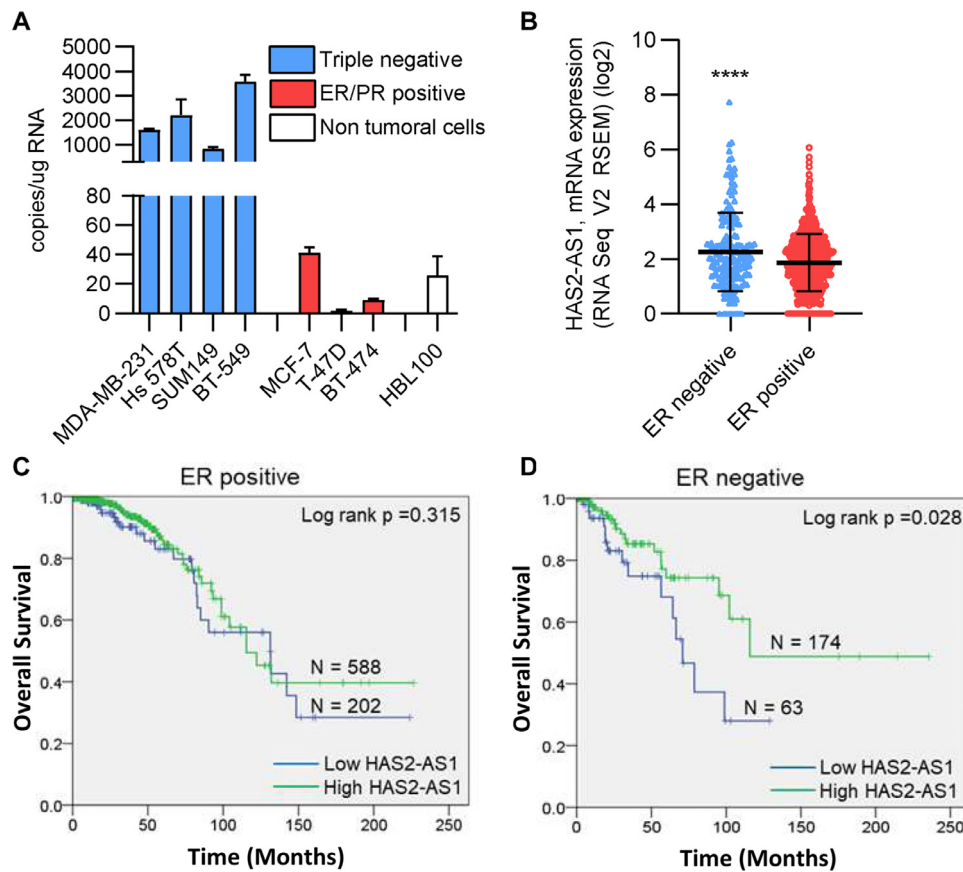 A
copies/ug RNA
5000
4000
3000
2000
1000
80
60
40
20
0
Triple negative
ER/PR positive
Non tumoral cells
MDA-MB-231
Hs 578T
SUM149
BT-549
MCF-7
T-47D
BT-474
HBL100
B
HAS2-AS1, mRNA expression
(RNA Seq V2 RSEM) (log2)
10
8
6
4
2
0
****
ER negative
ER positive
C
ER positive
Log rank p =0.315
Overall Survival
1.0
0.8
0.6
0.4
0.2
0.0
N = 588
N = 202
Low HAS2-AS1
High HAS2-AS1
0 50 100 150 200 250
Time (Months)
D
ER negative
Log rank p =0.028
Overall Survival
1.0
0.8
0.6
0.4
0.2
0.0
N = 174
N = 63
Low HAS2-AS1
High HAS2-AS1
0 50 100 150 200 250
Time (Months)